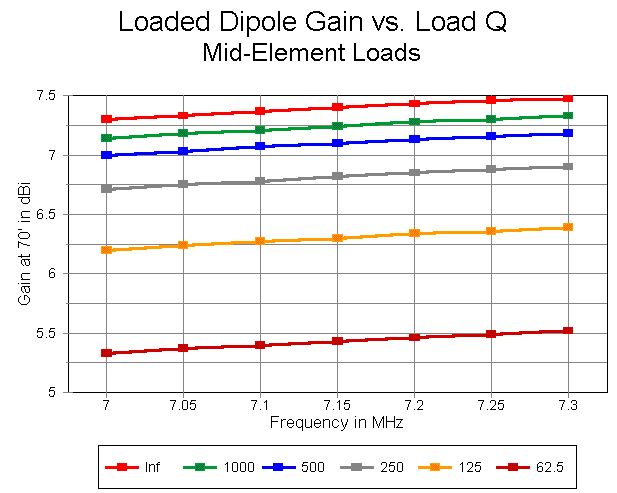 Loaded Dipole Gain vs. Load Q
Mid-Element Loads
Gain at 70' in dBi
7.5
7
6.5
6
5.5
5
7 7.05 7.1 7.15 7.2 7.25 7.3
Frequency in MHz
Inf 1000 500 250 125 62.5